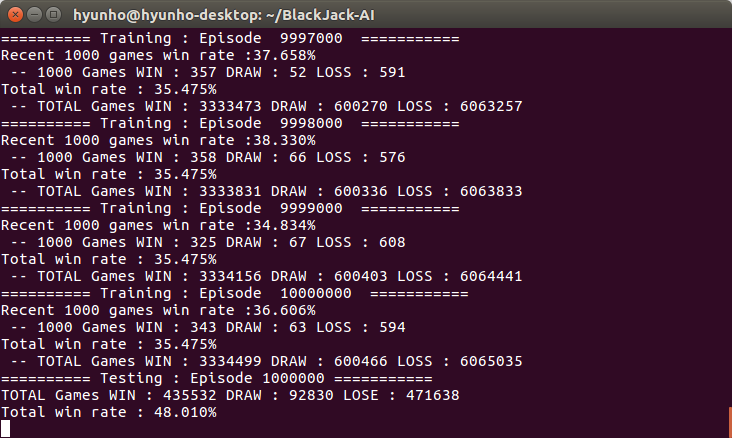 hyunho@hyunho-desktop: ~/BlackJack-AI
========== Training : Episode  9997000  ===========
Recent 1000 games win rate :37.658%
 -- 1000 Games WIN : 357 DRAW : 52 LOSS : 591
Total win rate : 35.475%
 -- TOTAL Games WIN : 3333473 DRAW : 600270 LOSS : 6063257
========== Training : Episode  9998000  ===========
Recent 1000 games win rate :38.330%
 -- 1000 Games WIN : 358 DRAW : 66 LOSS : 576
Total win rate : 35.475%
 -- TOTAL Games WIN : 3333831 DRAW : 600336 LOSS : 6063833
========== Training : Episode  9999000  ===========
Recent 1000 games win rate :34.834%
 -- 1000 Games WIN : 325 DRAW : 67 LOSS : 608
Total win rate : 35.475%
 -- TOTAL Games WIN : 3334156 DRAW : 600403 LOSS : 6064441
========== Training : Episode  10000000  ===========
Recent 1000 games win rate :36.606%
 -- 1000 Games WIN : 343 DRAW : 63 LOSS : 594
Total win rate : 35.475%
 -- TOTAL Games WIN : 3334499 DRAW : 600466 LOSS : 6065035
========== Testing : Episode 1000000 ===========
TOTAL Games WIN : 435532 DRAW : 92830 LOSE : 471638
Total win rate : 48.010%